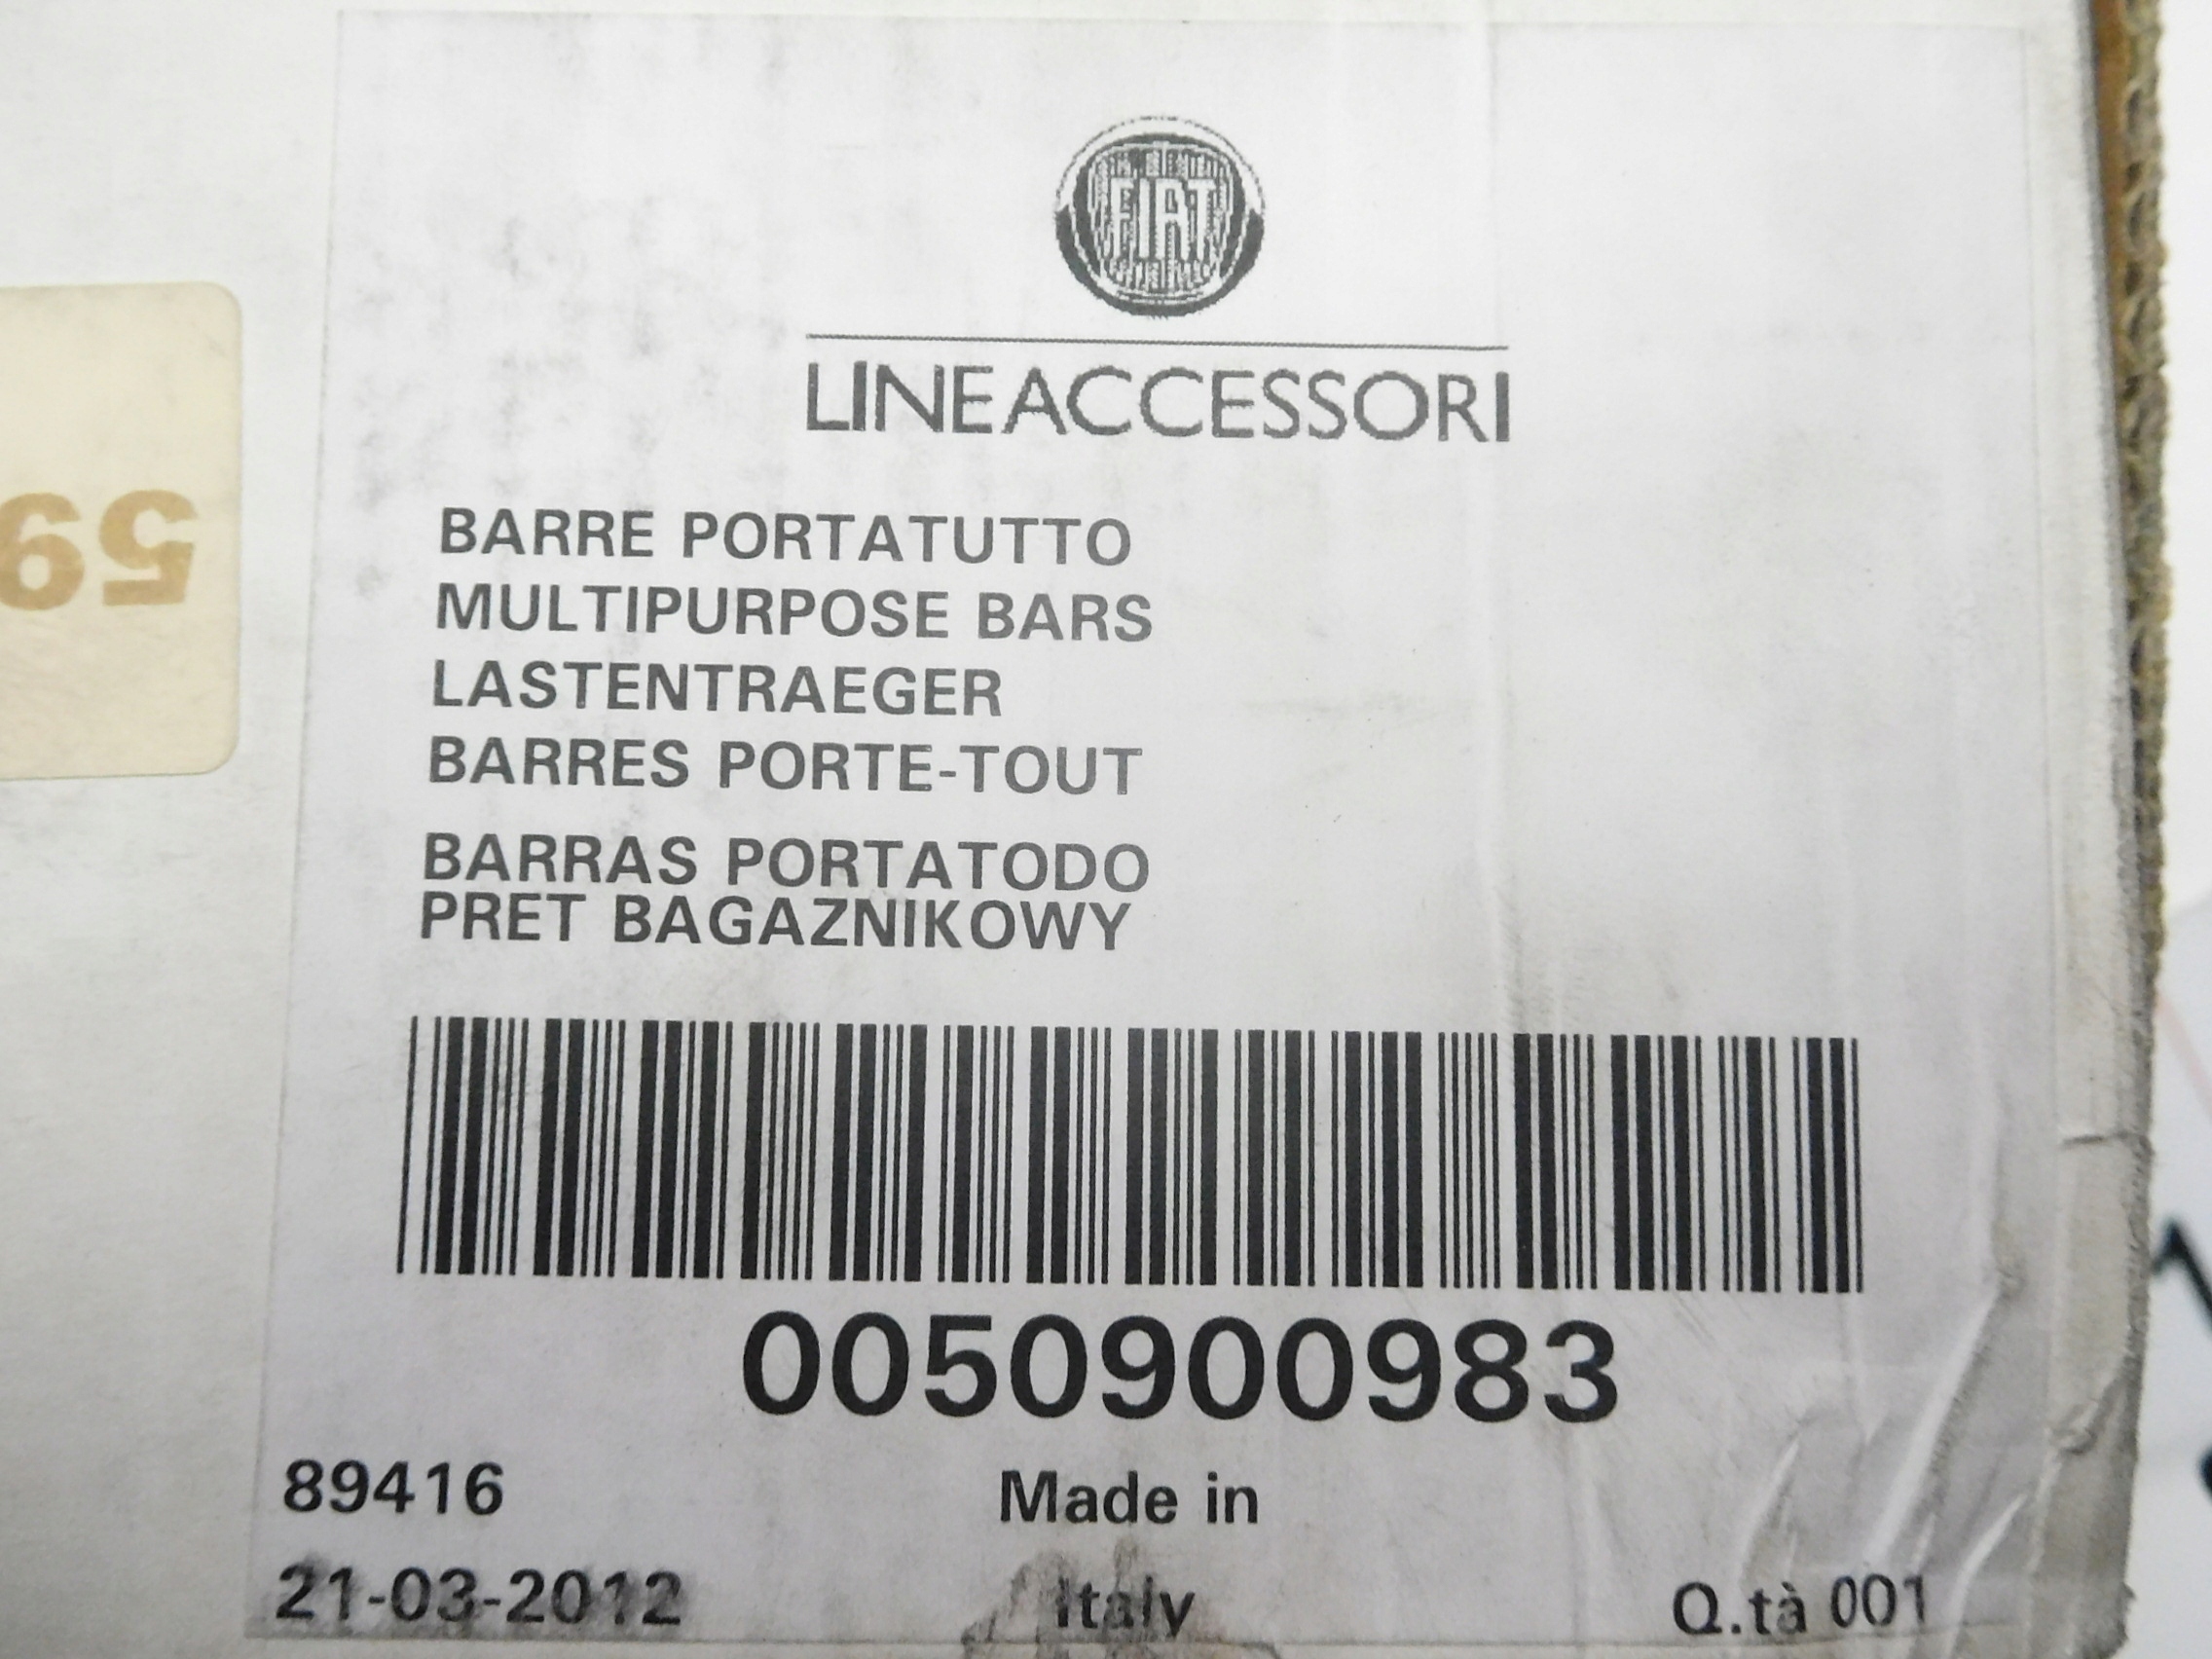 FIAT
LINEACCESSORI
BARRE PORTATUTTO
MULTIPURPOSE BARS
LASTENTRAEGER
BARRES PORTE-TOUT
BARRAS PORTATODO
PRET BAGAZNIKOWY
0050900983
89416
Made in
21-03-2012
Italy
Q.tà 001
59